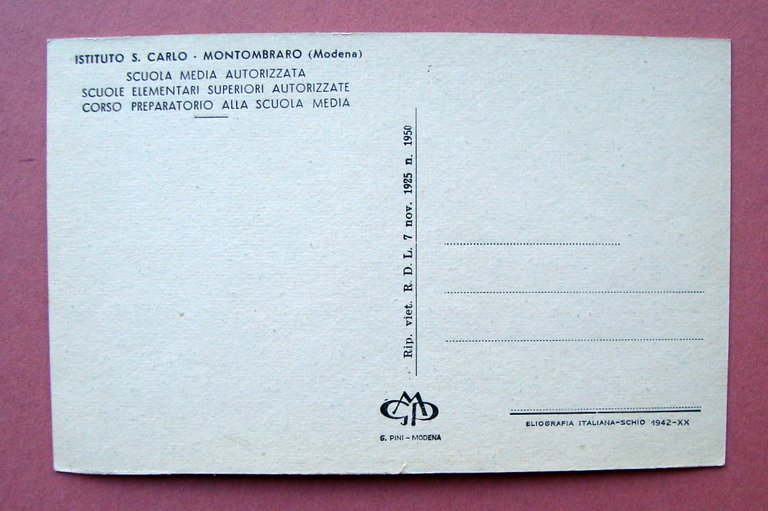 ISTITUTO S. CARLO - MONTOMBRARO (Modena)
SCUOLA MEDIA AUTORIZZATA
SCUOLE ELEMENTARI SUPERIORI AUTORIZZATE
CORSO PREPARATORIO ALLA SCUOLA MEDIA
Rip. viet. R. D. L. 7 nov. 1925 n. 1950
G. PINI - MODENA
ELIOGRAFIA ITALIANA-SCHIO 1942-XX